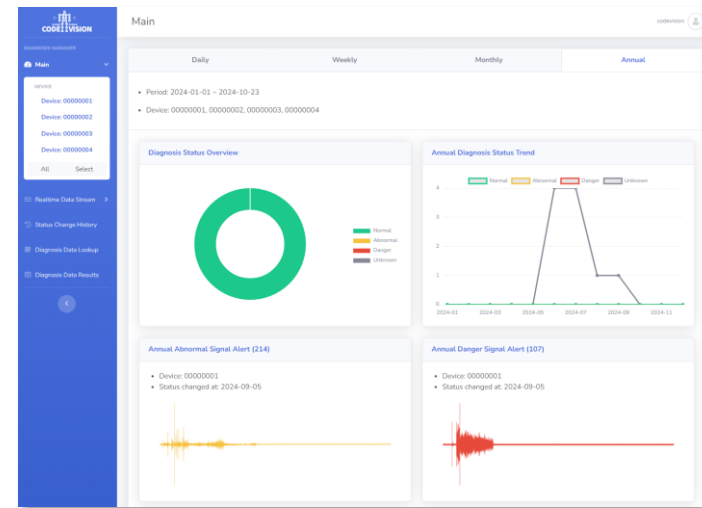 CODE VISION
Main
codevision
DIAGNOSIS MANAGER
Main
DEVICE
Device: 00000001
Device: 00000002
Device: 00000003
Device: 00000004
All Select
Realtime Data Stream
Status Change History
Diagnosis Data Lookup
Diagnosis Data Results
Daily Weekly Monthly Annual
Period: 2024-01-01 ~ 2024-10-23
Device: 00000001, 00000002, 00000003, 00000004
Diagnosis Status Overview
Normal
Abnormal
Danger
Unknown
Annual Diagnosis Status Trend
Normal Abnormal Danger Unknown
4
3
2
1
0
2024-01 2024-03 2024-05 2024-07 2024-09 2024-11
Annual Abnormal Signal Alert (214)
Device: 00000001
Status changed at: 2024-09-05
Annual Danger Signal Alert (107)
Device: 00000001
Status changed at: 2024-09-05